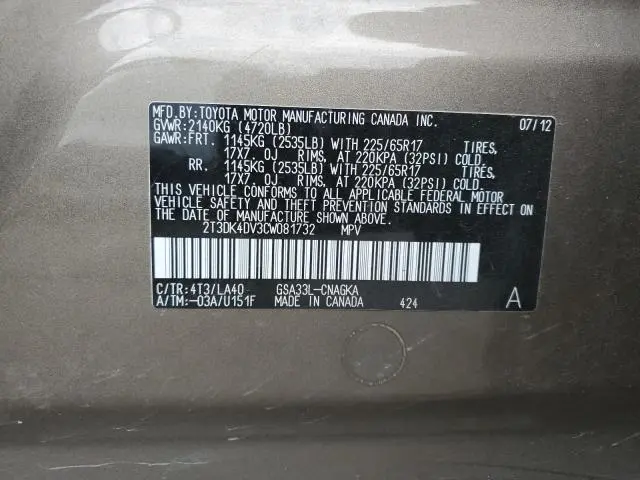 MFD.BY:TOYOTA MOTOR MANUFACTURING CANADA INC. 07/12
GVWR:2140KG (4720LB)
GAWR:FRT. 1145KG (2535LB) WITH 225/65R17 TIRES,
17X7 0J RIMS, AT 220KPA (32PSI) COLD.
RR. 1145KG (2535LB) WITH 225/65R17 TIRES,
17X7 0J RIMS, AT 220KPA (32PSI) COLD.
THIS VEHICLE CONFORMS TO ALL APPLICABLE FEDERAL MOTOR
VEHICLE SAFETY AND THEFT PREVENTION STANDARDS IN EFFECT ON
THE DATE OF MANUFACTURE SHOWN ABOVE.
2T3DK4DV3CW081732 MPV
C/TR:4T3/LA40 GSA33L-CNAGKA
A/TM:-03A/U151F MADE IN CANADA 424 A